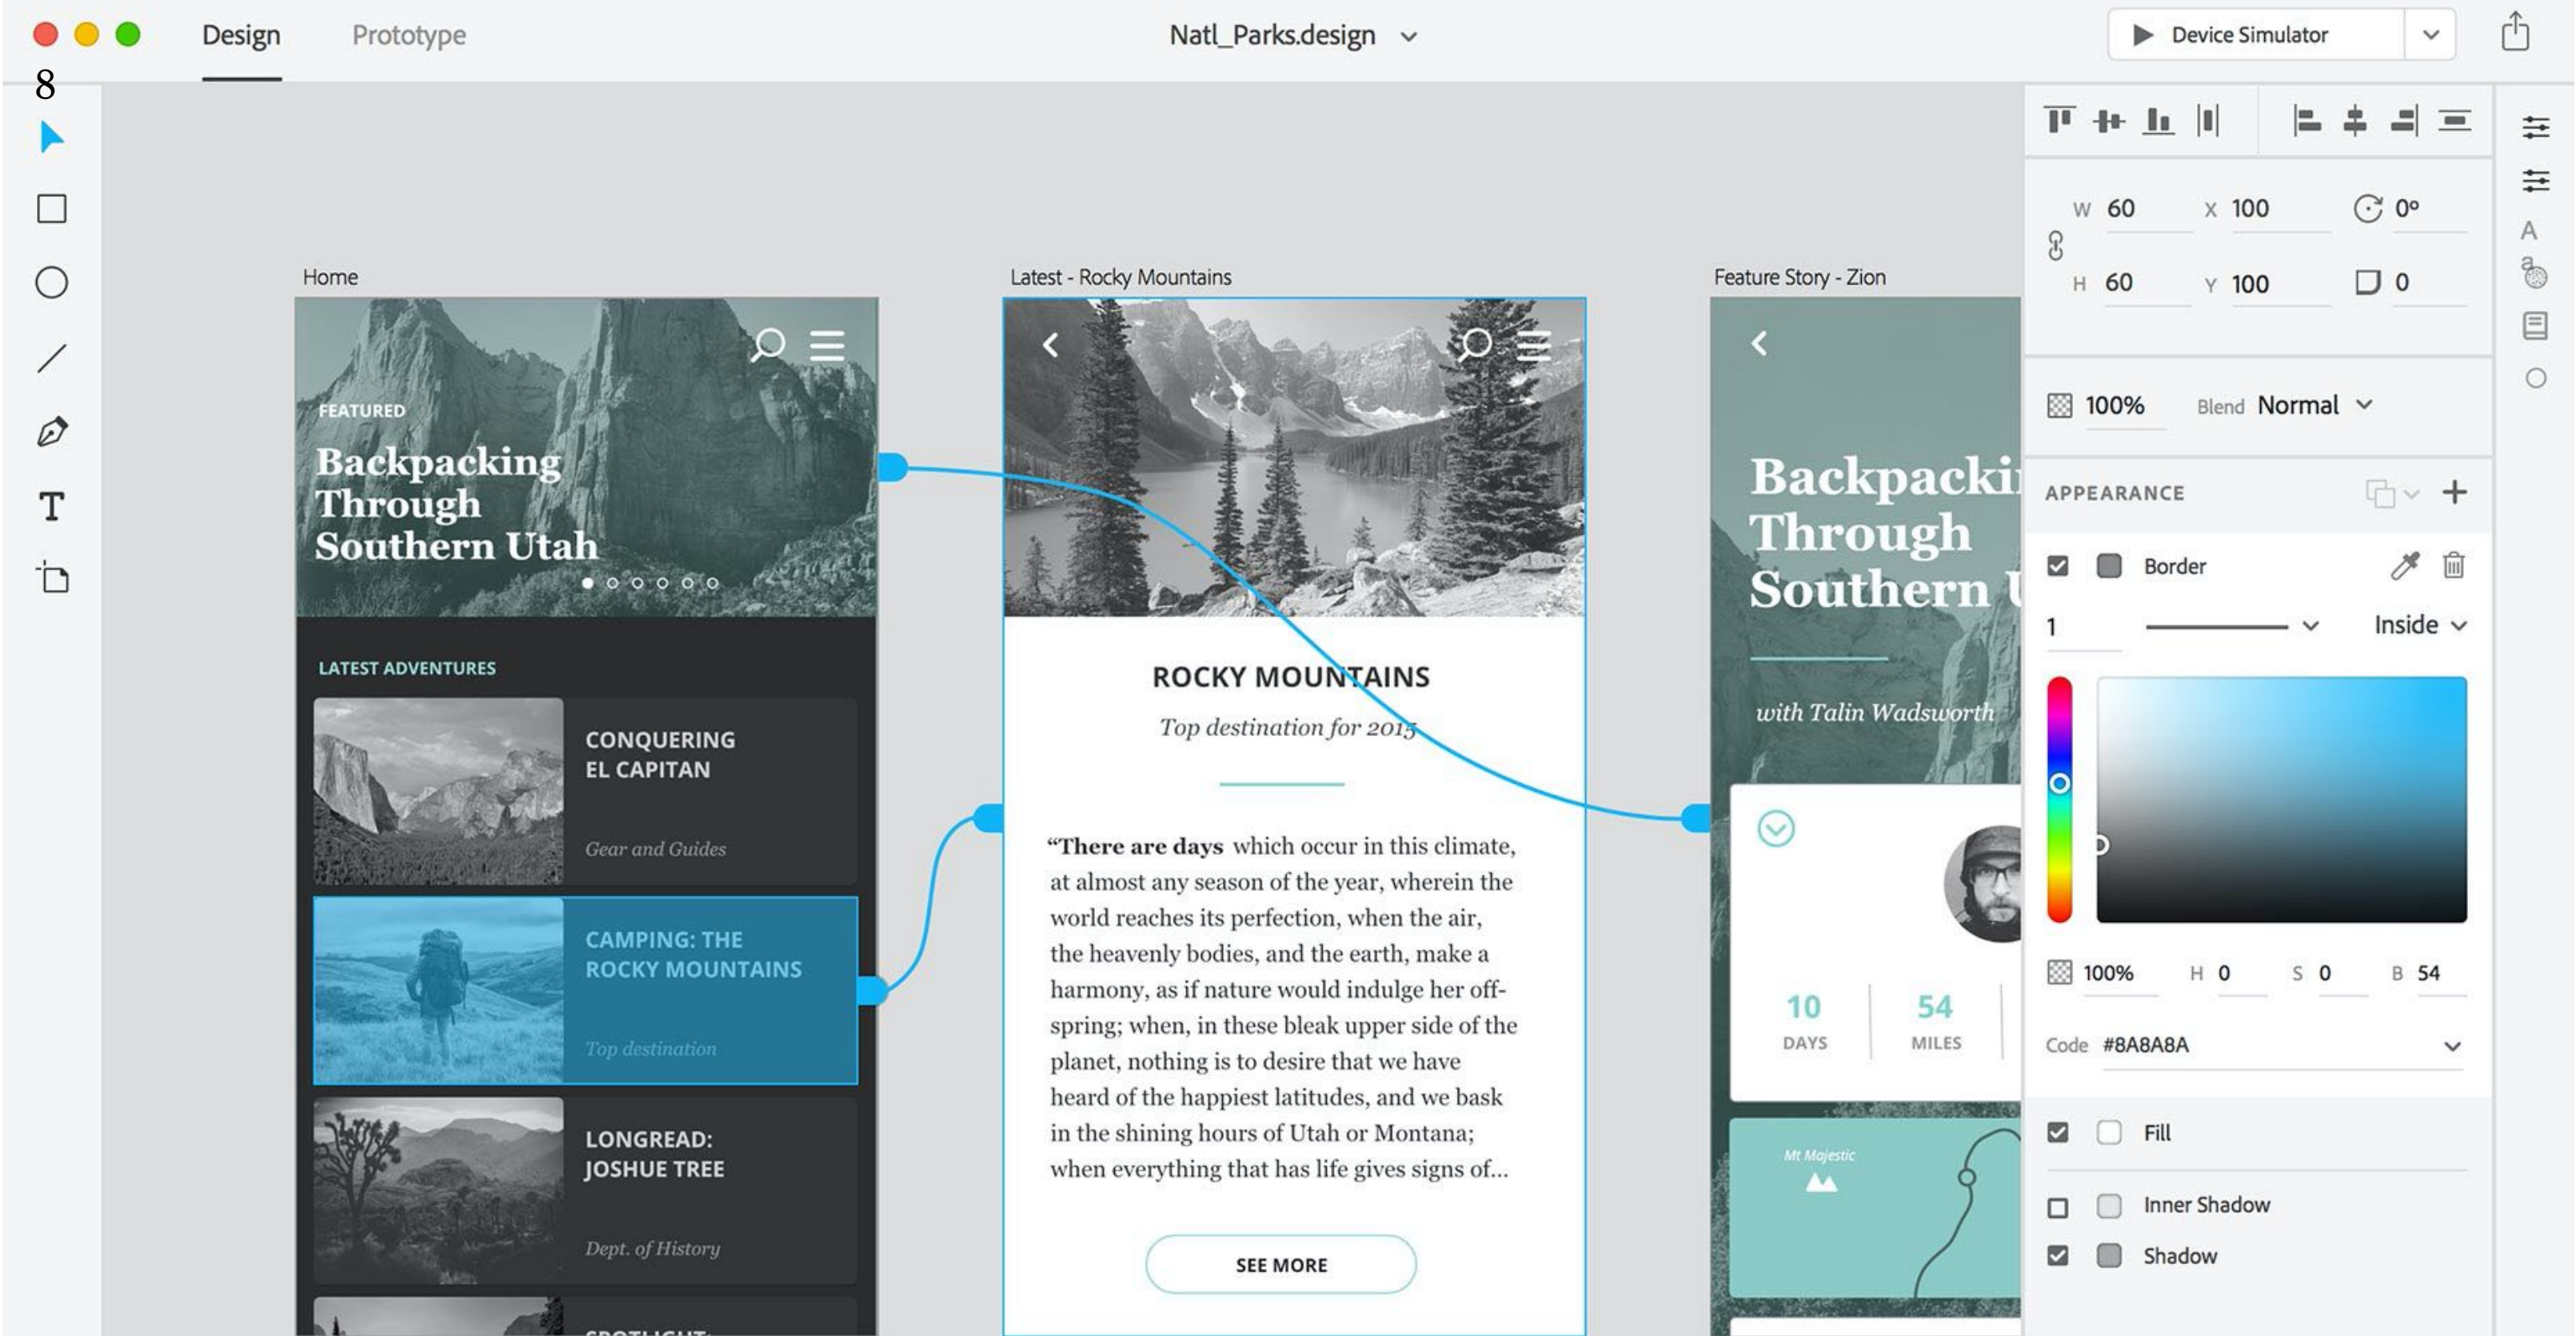 Design
Prototype
Natl_Parks.design
Device Simulator
8
W 60
X 100
0°
H 60
Y 100
0
100%
Blend Normal
APPEARANCE
Border
1
Inside
100%
H 0
S 0
B 54
Code #8A8A8A
Fill
Inner Shadow
Shadow
A
a
T
Home
FEATURED
Backpacking
Through
Southern Utah
LATEST ADVENTURES
CONQUERING
EL CAPITAN
Gear and Guides
CAMPING: THE
ROCKY MOUNTAINS
Top destination
LONGREAD:
JOSHUE TREE
Dept. of History
SPOTLIGHT:
Latest - Rocky Mountains
ROCKY MOUNTAINS
Top destination for 2015
“There are days which occur in this climate,
at almost any season of the year, wherein the
world reaches its perfection, when the air,
the heavenly bodies, and the earth, make a
harmony, as if nature would indulge her off-
spring; when, in these bleak upper side of the
planet, nothing is to desire that we have
heard of the happiest latitudes, and we bask
in the shining hours of Utah or Montana;
when everything that has life gives signs of...
SEE MORE
Feature Story - Zion
Backpacki
Through
Southern
with Talin Wadsworth
10
DAYS
54
MILES
Mt Majestic